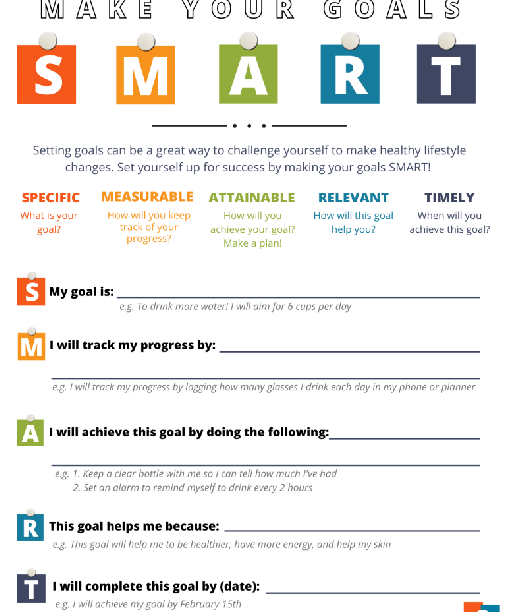 MAKE YOUR GOALS
S M A R T
Setting goals can be a great way to challenge yourself to make healthy lifestyle
changes. Set yourself up for success by making your goals SMART!
SPECIFIC
What is your
goal?
MEASURABLE
How will you keep
track of your
progress?
ATTAINABLE
How will you
achieve your goal?
Make a plan!
RELEVANT
How will this goal
help you?
TIMELY
When will you
achieve this goal?
S My goal is:
e.g. To drink more water! I will aim for 6 cups per day
M I will track my progress by:
e.g. I will track my progress by logging how many glasses I drink each day in my phone or planner
A I will achieve this goal by doing the following:
e.g. 1. Keep a clear bottle with me so I can tell how much I've had
2. Set an alarm to remind myself to drink every 2 hours
R This goal helps me because:
e.g. This goal will help me to be healthier, have more energy, and help my skin
T I will complete this goal by (date):
e.g. I will achieve my goal by February 15th